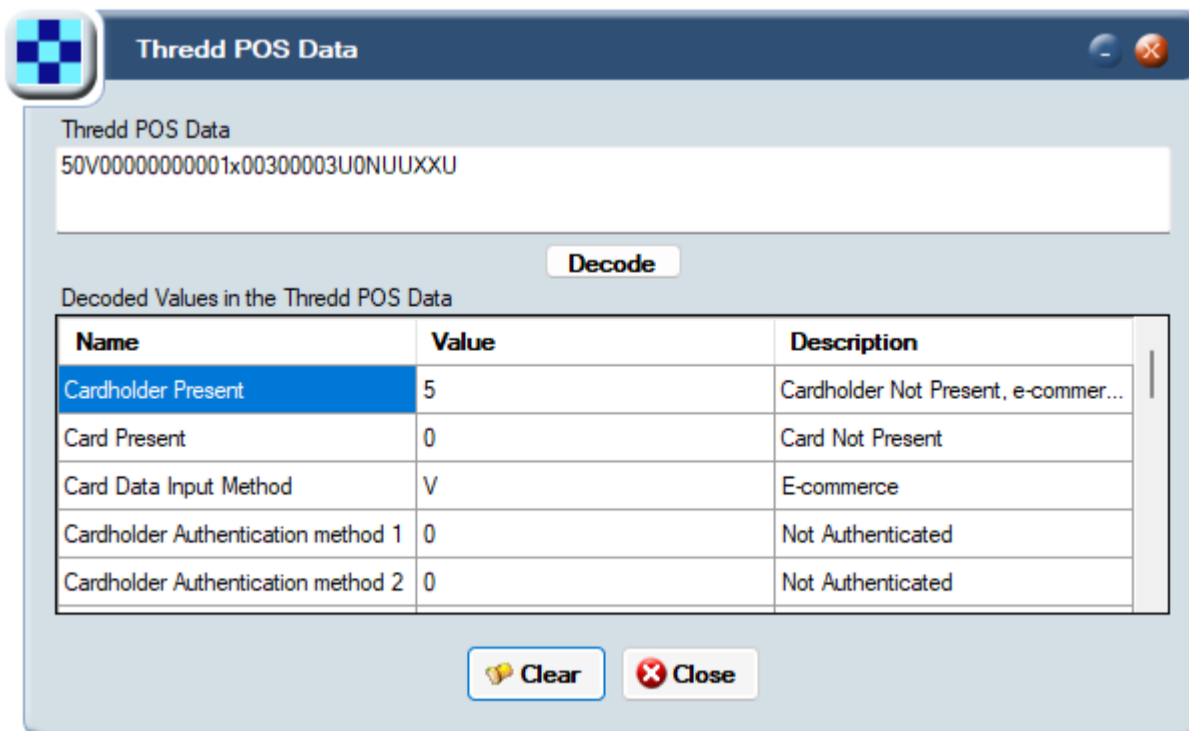 Thredd POS Data
Thredd POS Data
50V00000000001x00300003U0NUUXXU
Decode
Decoded Values in the Thredd POS Data
Name Value Description
Cardholder Present 5 Cardholder Not Present, e-commer...
Card Present 0 Card Not Present
Card Data Input Method V E-commerce
Cardholder Authentication method 1 0 Not Authenticated
Cardholder Authentication method 2 0 Not Authenticated
Clear Close